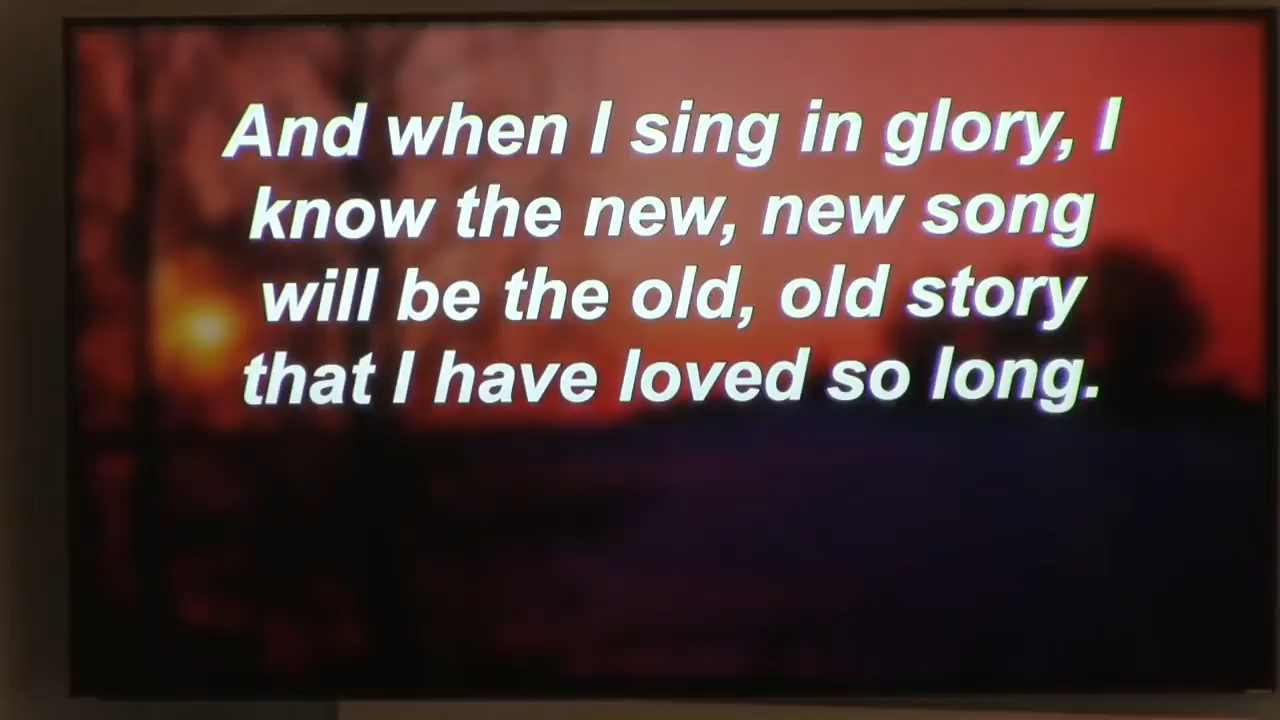 And when I sing in glory, I
know the new, new song
will be the old, old story
that I have loved so long.